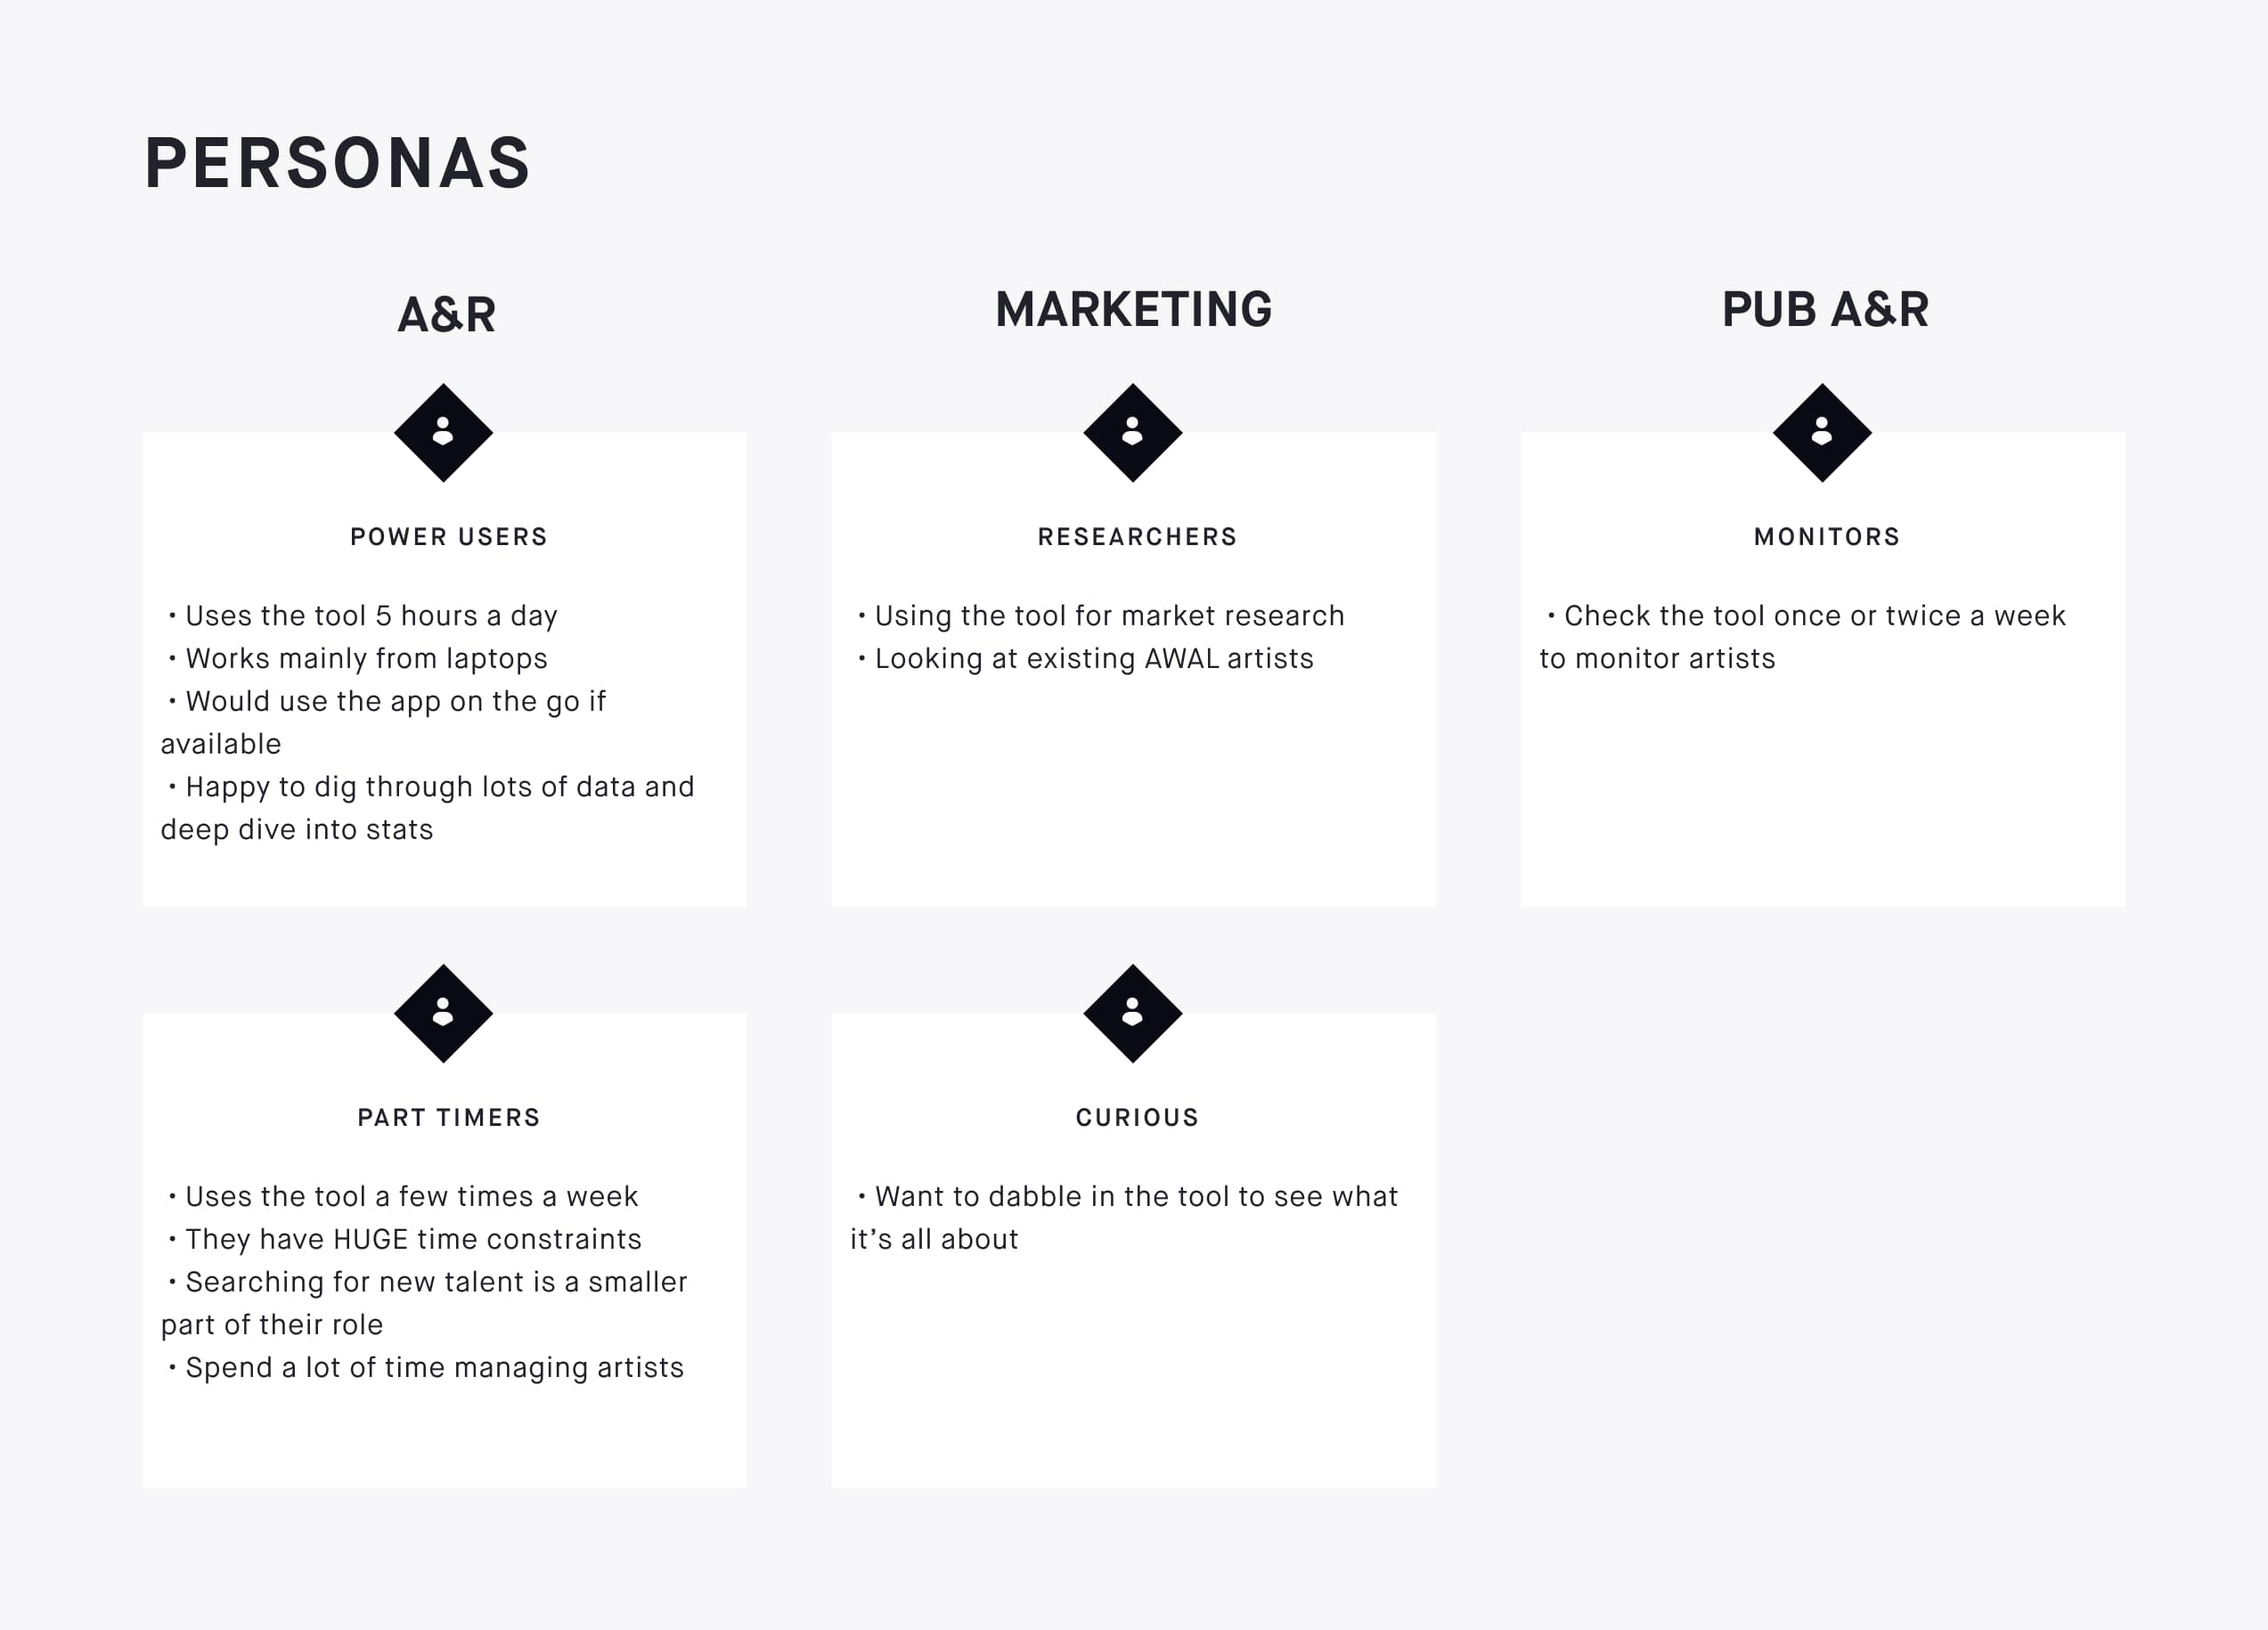 PERSONAS
A&R
POWER USERS
• Uses the tool 5 hours a day
• Works mainly from laptops
• Would use the app on the go if
available
• Happy to dig through lots of data and
deep dive into stats
PART TIMERS
• Uses the tool a few times a week
• They have HUGE time constraints
• Searching for new talent is a smaller
part of their role
• Spend a lot of time managing artists
MARKETING
RESEARCHERS
• Using the tool for market research
• Looking at existing AWAL artists
CURIOUS
• Want to dabble in the tool to see what
it’s all about
PUB A&R
MONITORS
• Check the tool once or twice a week
to monitor artists